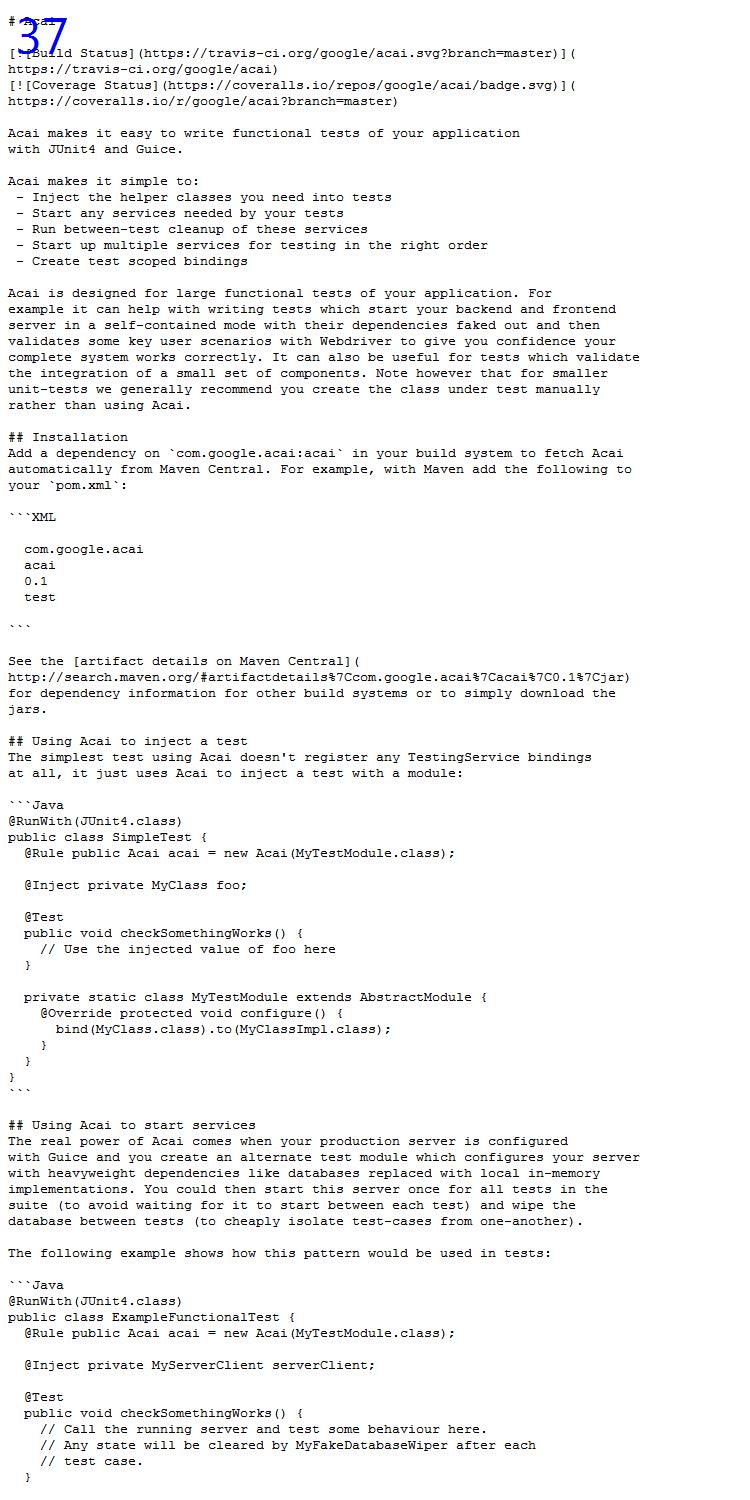 # Acai
37
[![Build Status](https://travis-ci.org/google/acai.svg?branch=master)](
https://travis-ci.org/google/acai)
[![Coverage Status](https://coveralls.io/repos/google/acai/badge.svg)](
https://coveralls.io/r/google/acai?branch=master)

Acai makes it easy to write functional tests of your application
with JUnit4 and Guice.

Acai makes it simple to:
 - Inject the helper classes you need into tests
 - Start any services needed by your tests
 - Run between-test cleanup of these services
 - Start up multiple services for testing in the right order
 - Create test scoped bindings

Acai is designed for large functional tests of your application. For
example it can help with writing tests which start your backend and frontend
server in a self-contained mode with their dependencies faked out and then
validates some key user scenarios with Webdriver to give you confidence your
complete system works correctly. It can also be useful for tests which validate
the integration of a small set of components. Note however that for smaller
unit-tests we generally recommend you create the class under test manually
rather than using Acai.

## Installation
Add a dependency on `com.google.acai:acai` in your build system to fetch Acai
automatically from Maven Central. For example, with Maven add the following to
your `pom.xml`:

```XML

  com.google.acai
  acai
  0.1
  test

```

See the [artifact details on Maven Central](
http://search.maven.org/#artifactdetails%7Ccom.google.acai%7Cacai%7C0.1%7Cjar)
for dependency information for other build systems or to simply download the
jars.

## Using Acai to inject a test
The simplest test using Acai doesn't register any TestingService bindings
at all, it just uses Acai to inject a test with a module:

```Java
@RunWith(JUnit4.class)
public class SimpleTest {
  @Rule public Acai acai = new Acai(MyTestModule.class);

  @Inject private MyClass foo;

  @Test
  public void checkSomethingWorks() {
    // Use the injected value of foo here
  }

  private static class MyTestModule extends AbstractModule {
    @Override protected void configure() {
      bind(MyClass.class).to(MyClassImpl.class);
    }
  }
}
```

## Using Acai to start services
The real power of Acai comes when your production server is configured
with Guice and you create an alternate test module which configures your server
with heavyweight dependencies like databases replaced with local in-memory
implementations. You could then start this server once for all tests in the
suite (to avoid waiting for it to start between each test) and wipe the
database between tests (to cheaply isolate test-cases from one-another).

The following example shows how this pattern would be used in tests:

```Java
@RunWith(JUnit4.class)
public class ExampleFunctionalTest {
  @Rule public Acai acai = new Acai(MyTestModule.class);

  @Inject private MyServerClient serverClient;

  @Test
  public void checkSomethingWorks() {
    // Call the running server and test some behaviour here.
    // Any state will be cleared by MyFakeDatabaseWiper after each
    // test case.
  }